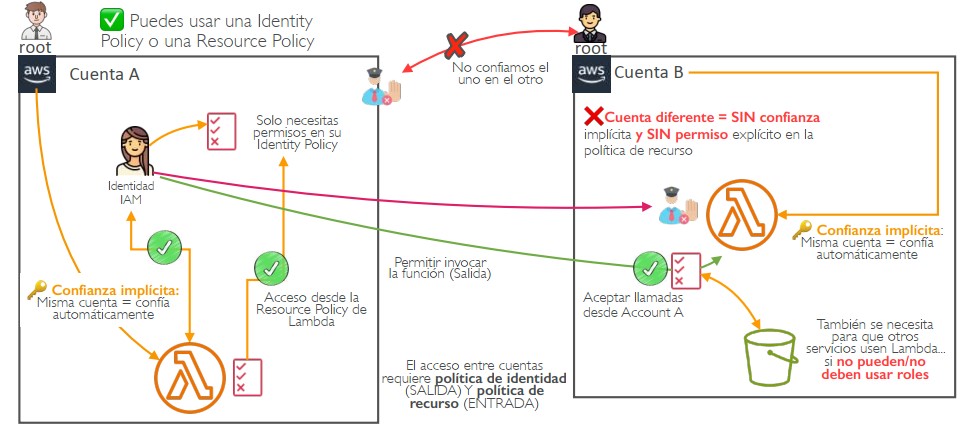 Puedes usar una Identity
Policy o una Resource Policy
root
root
aws
Cuenta A
No confiamos el
uno en el otro
aws
Cuenta B
Solo necesitas
permisos en su
Identity Policy
Cuenta diferente = SIN confianza
implícita y SIN permiso explícito en la
política de recurso
Identidad
IAM
Confianza implícita:
Misma cuenta = confía
automáticamente
Permitir invocar
la función (Salida)
Confianza implícita:
Misma cuenta = confía
automáticamente
Acceso desde la
Resource Policy de
Lambda
Aceptar llamadas
desde Account A
También se necesita
para que otros
servicios usen Lambda...
si no pueden/no
deben usar roles
El acceso entre cuentas
requiere política de identidad
(SALIDA) Y política de
recurso (ENTRADA)